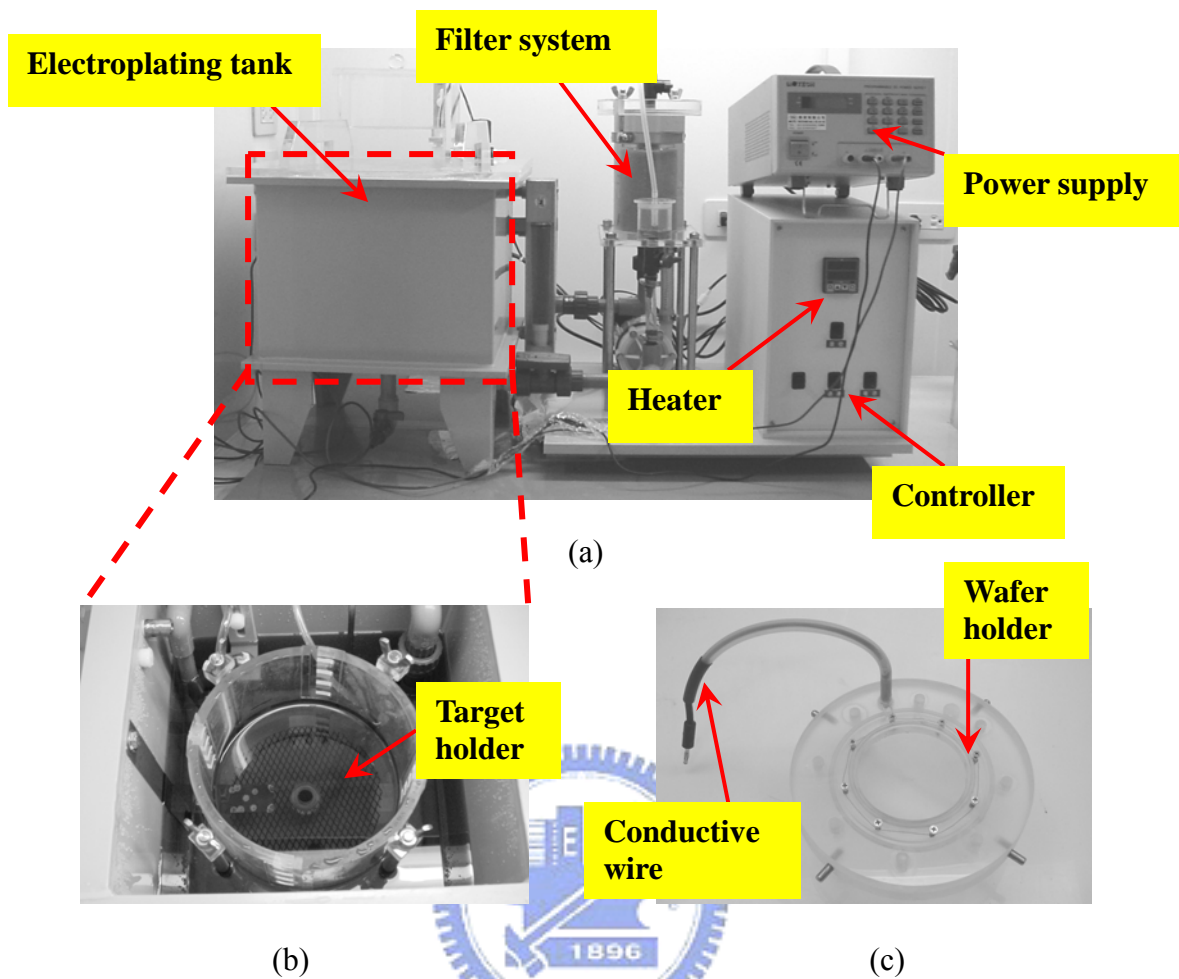 Electroplating tank
Filter system
Power supply
Heater
Controller
(a)
Target
holder
Conductive
wire
Wafer
holder
1896
(b)
(c)